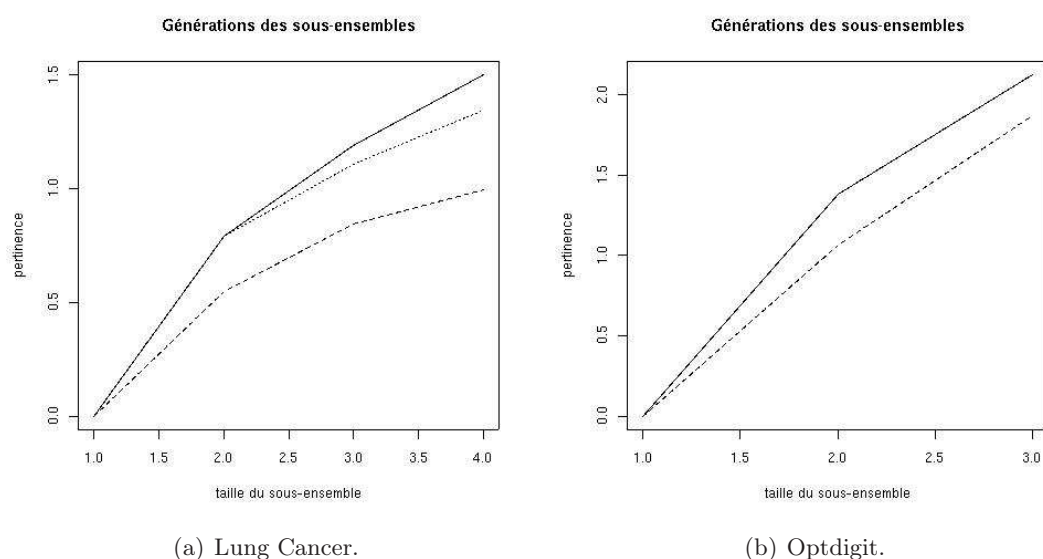 Générations des sous-ensembles
pertinence
1.5
1.0
0.5
0.0
1.0 1.5 2.0 2.5 3.0 3.5 4.0
taille du sous-ensemble
(a) Lung Cancer.
Générations des sous-ensembles
pertinence
2.0
1.5
1.0
0.5
0.0
1.0 1.5 2.0 2.5 3.0
taille du sous-ensemble
(b) Optdigit.